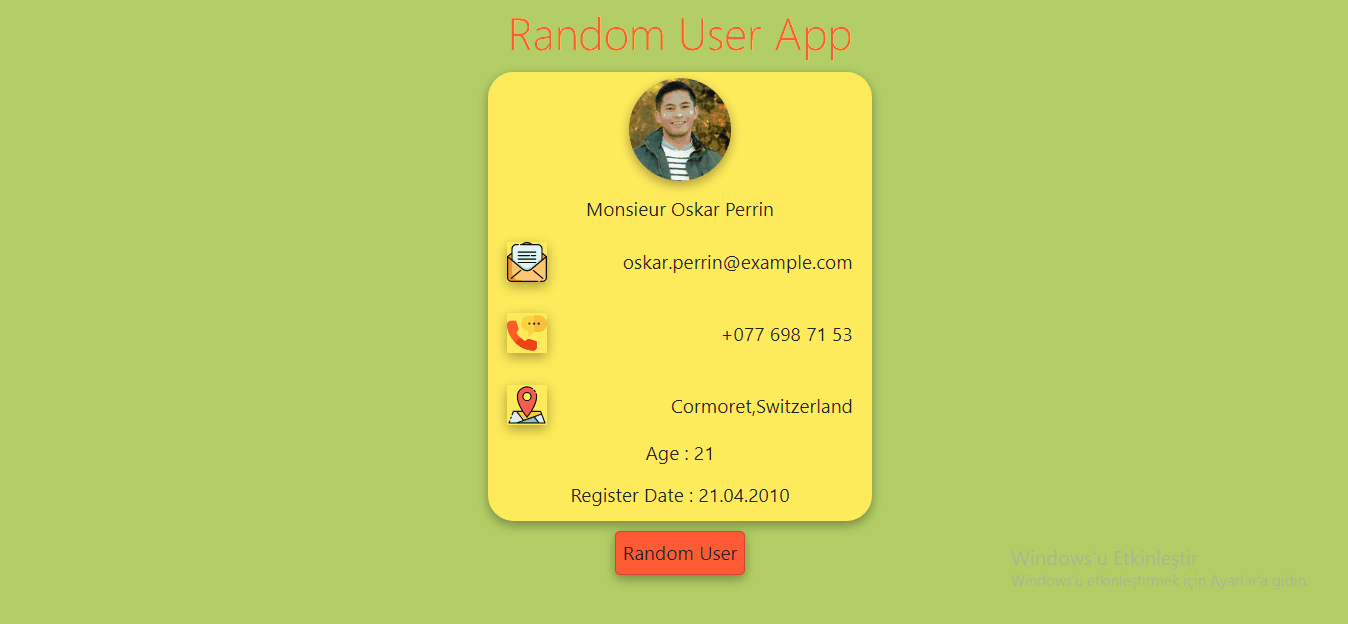 Random User App
Monsieur Oskar Perrin
oskar.perrin@example.com
+077 698 71 53
Cormoret,Switzerland
Age : 21
Register Date : 21.04.2010
Random User
Windows'u Etkinleştir
Windows'u etkinleştirmek için Ayarlar'a gidin.